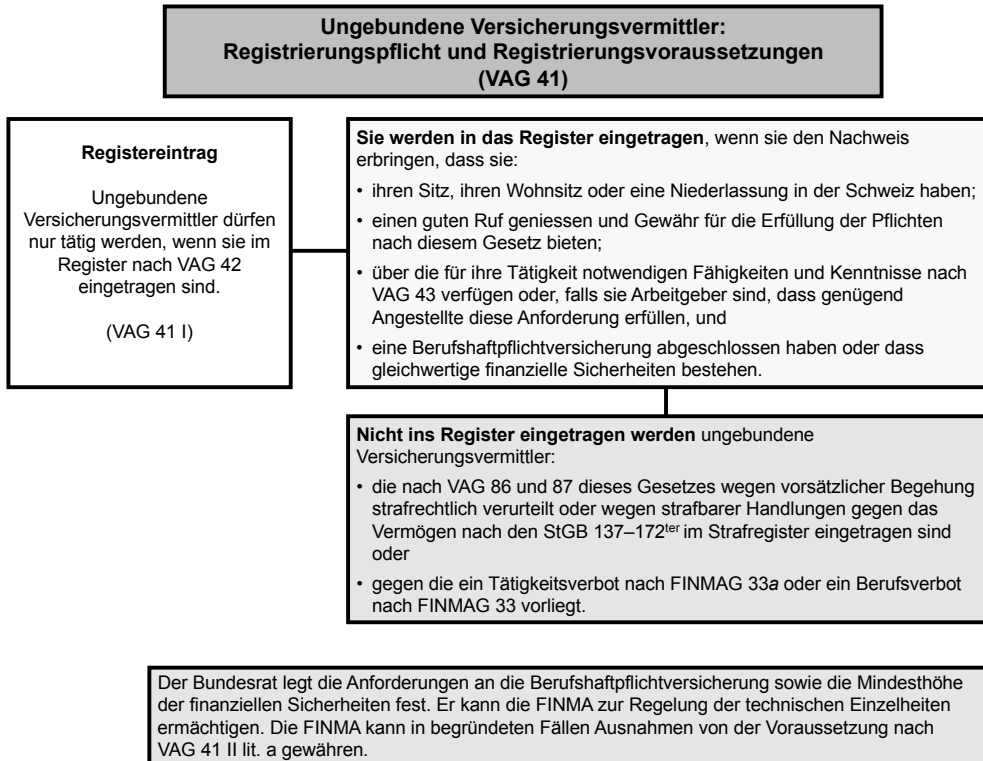 Ungebundene Versicherungsvermittler:
Registrierungspflicht und Registrierungsvoraussetzungen
(VAG 41)
Registereintrag
Ungebundene
Versicherungsvermittler dürfen
nur tätig werden, wenn sie im
Register nach VAG 42
eingetragen sind.
(VAG 41 I)
Sie werden in das Register eingetragen, wenn sie den Nachweis
erbringen, dass sie:
• ihren Sitz, ihren Wohnsitz oder eine Niederlassung in der Schweiz haben;
• einen guten Ruf geniessen und Gewähr für die Erfüllung der Pflichten
nach diesem Gesetz bieten;
• über die für ihre Tätigkeit notwendigen Fähigkeiten und Kenntnisse nach
VAG 43 verfügen oder, falls sie Arbeitgeber sind, dass genügend
Angestellte diese Anforderung erfüllen, und
• eine Berufshaftpflichtversicherung abgeschlossen haben oder dass
gleichwertige finanzielle Sicherheiten bestehen.
Nicht ins Register eingetragen werden ungebundene
Versicherungsvermittler:
• die nach VAG 86 und 87 dieses Gesetzes wegen vorsätzlicher Begehung
strafrechtlich verurteilt oder wegen strafbarer Handlungen gegen das
Vermögen nach den StGB 137–172ter im Strafregister eingetragen sind
oder
• gegen die ein Tätigkeitsverbot nach FINMAG 33a oder ein Berufsverbot
nach FINMAG 33 vorliegt.
Der Bundesrat legt die Anforderungen an die Berufshaftpflichtversicherung sowie die Mindesthöhe
der finanziellen Sicherheiten fest. Er kann die FINMA zur Regelung der technischen Einzelheiten
ermächtigen. Die FINMA kann in begründeten Fällen Ausnahmen von der Voraussetzung nach
VAG 41 II lit. a gewähren.